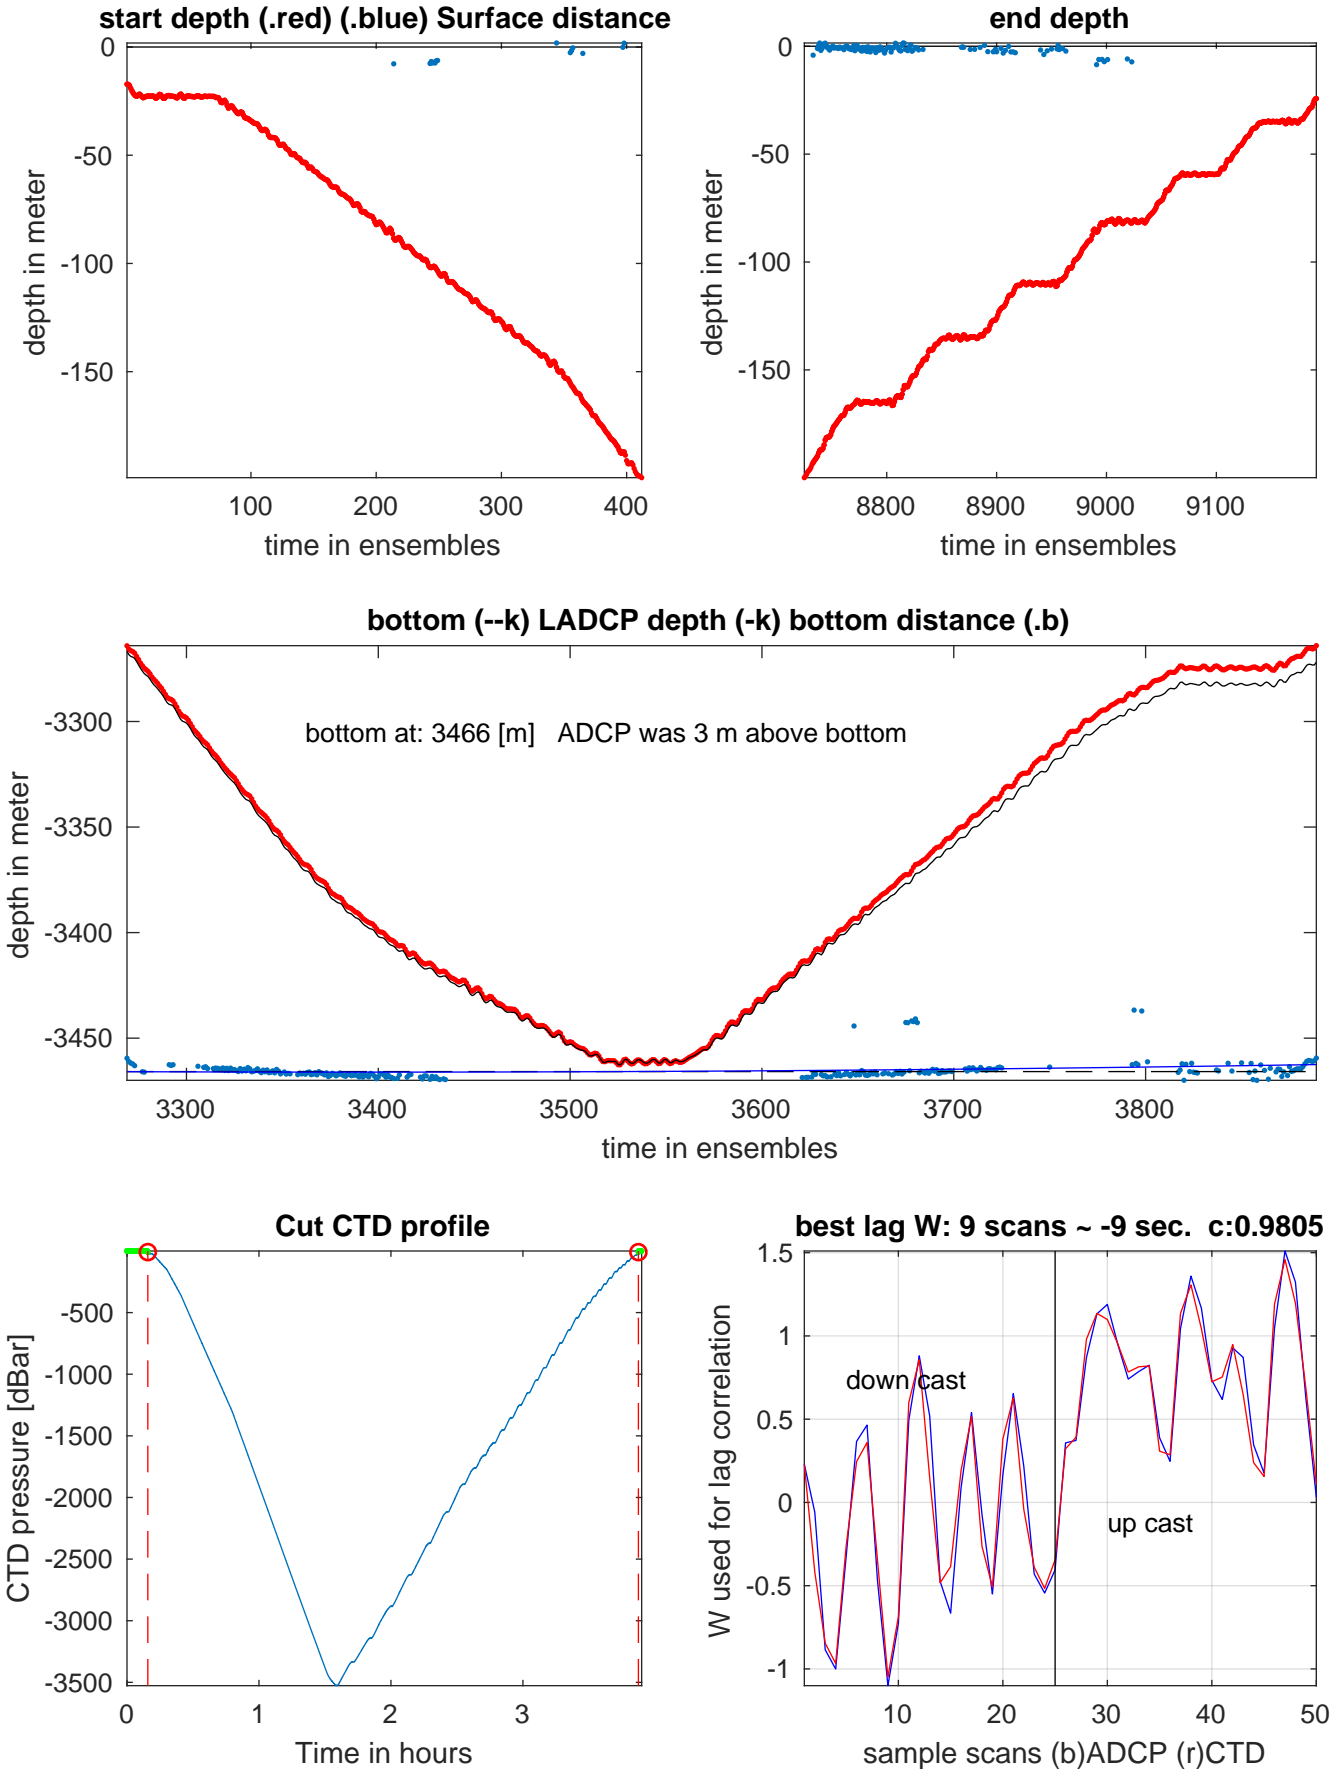 start depth (.red) (.blue) Surface distance
0
-50
-100
-150
depth in meter
100
200
300
400
time in ensembles
end depth
0
-50
-100
-150
depth in meter
8800
8900
9000
9100
time in ensembles
bottom (--k) LADCP depth (-k) bottom distance (.b)
bottom at: 3466 [m]   ADCP was 3 m above bottom
-3300
-3350
-3400
-3450
depth in meter
3300
3400
3500
3600
3700
3800
time in ensembles
Cut CTD profile
-500
-1000
-1500
-2000
-2500
-3000
-3500
CTD pressure [dBar]
0
1
2
3
Time in hours
best lag W: 9 scans ~ -9 sec.  c:0.9805
1.5
1
0.5
0
-0.5
-1
W used for lag correlation
down cast
up cast
10
20
30
40
50
sample scans (b)ADCP (r)CTD